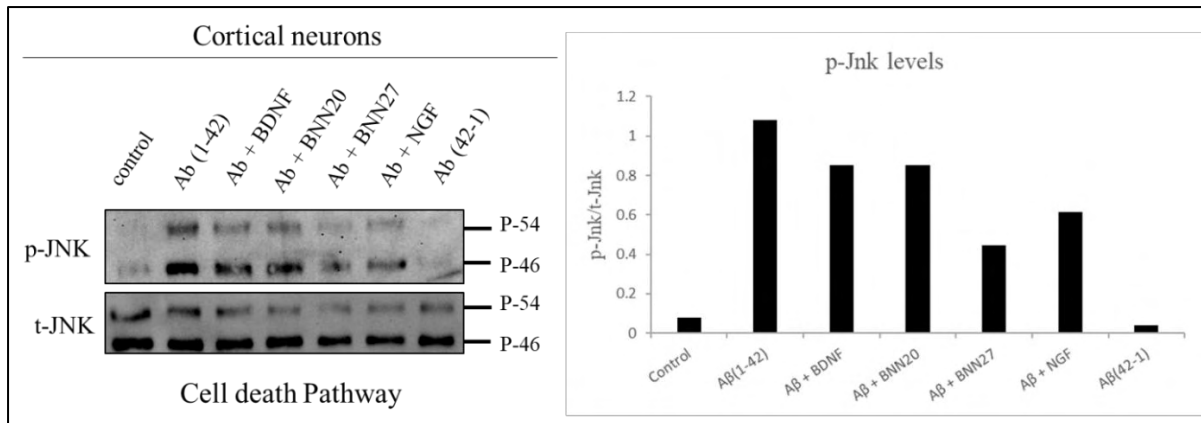 Cortical neurons
control
Ab (1-42)
Ab + BDNF
Ab + BNN20
Ab + BNN27
Ab + NGF
Ab (42-1)
p-JNK
P-54
P-46
t-JNK
P-54
P-46
Cell death Pathway
p-Jnk levels
p-Jnk/t-Jnk
1.2
1
0.8
0.6
0.4
0.2
0
Control
Aβ(1-42)
Aβ + BDNF
Aβ + BNN20
Aβ + BNN27
Aβ + NGF
Aβ(42-1)